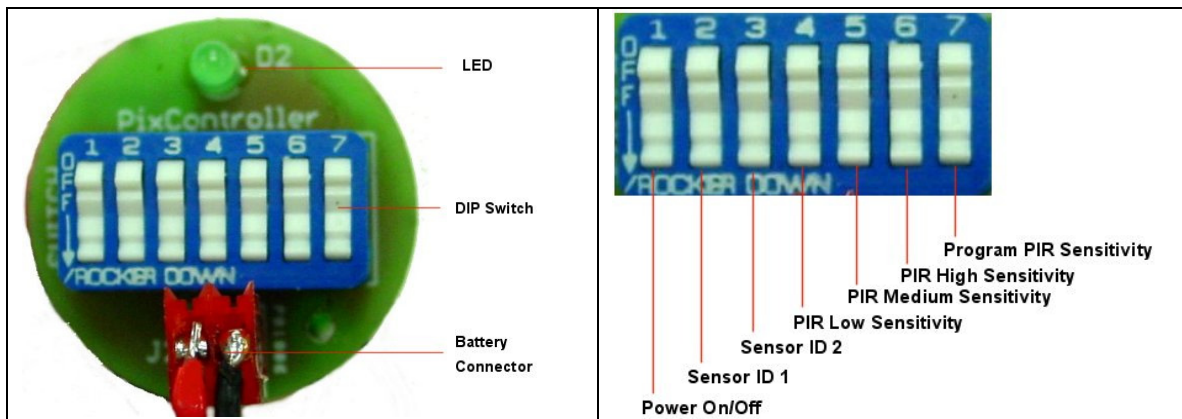 LED
D2
PixController
1 2 3 4 5 6 7
OFF
SWITCH
DIP Switch
/ROCKER DOWN
J2
Battery
Connector
1 2 3 4 5 6 7
OFF
/ROCKER DOWN
Program PIR Sensitivity
PIR High Sensitivity
PIR Medium Sensitivity
PIR Low Sensitivity
Sensor ID 2
Sensor ID 1
Power On/Off